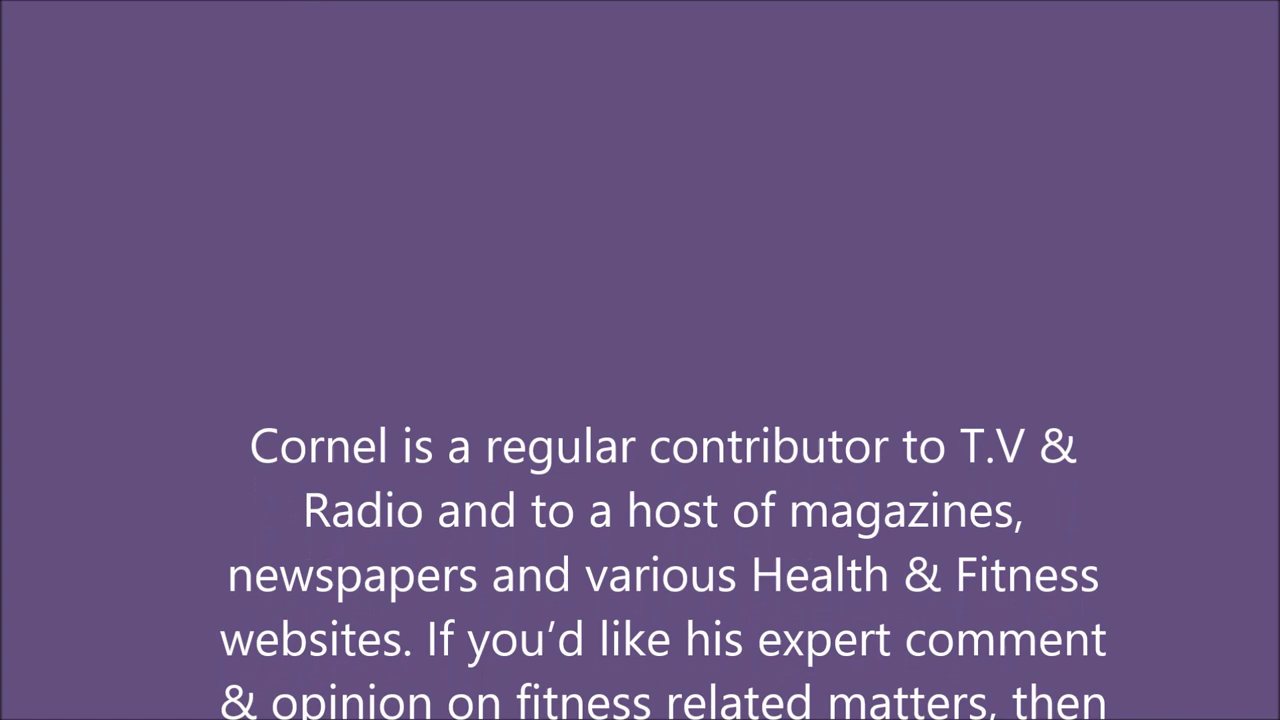 Cornel is a regular contributor to T.V &
Radio and to a host of magazines,
newspapers and various Health & Fitness
websites. If you’d like his expert comment
& opinion on fitness related matters, then